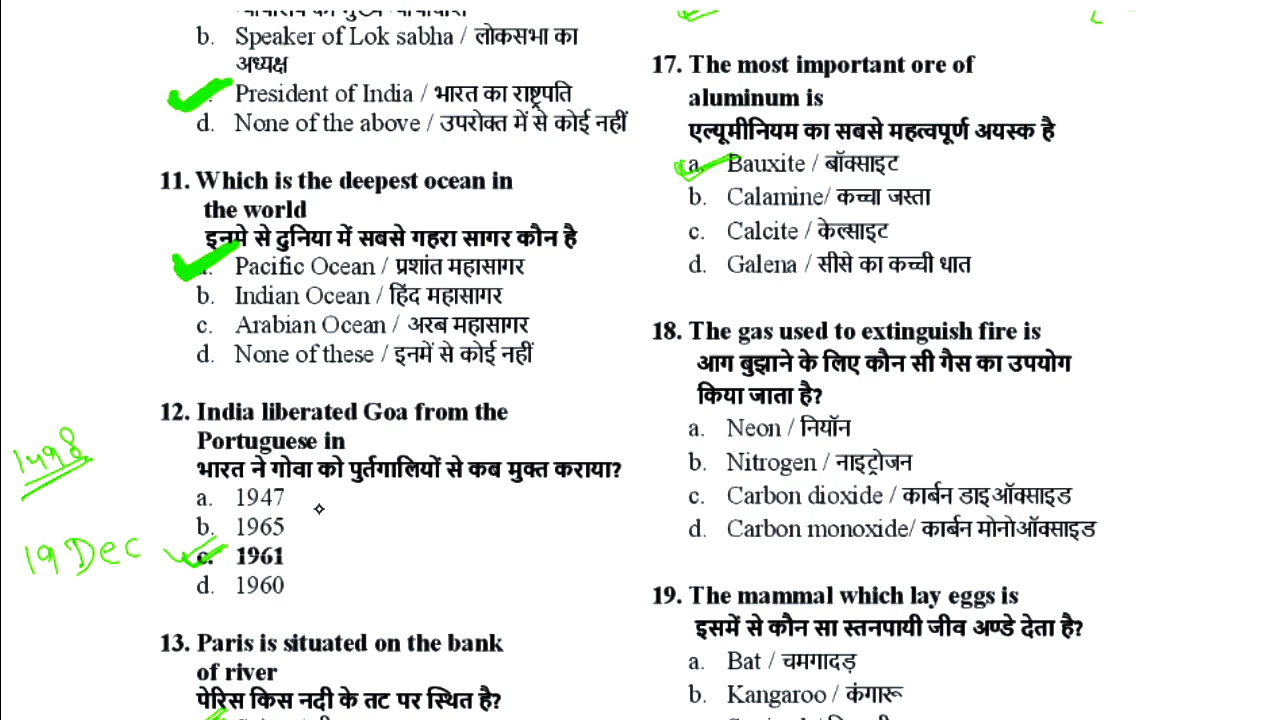 b. Speaker of Lok sabha / लोकसभा का
अध्यक्ष
President of India / भारत का राष्ट्रपति
d. None of the above / उपरोक्त में से कोई नहीं
11. Which is the deepest ocean in
the world
इनमे से दुनिया में सबसे गहरा सागर कौन है
Pacific Ocean / प्रशांत महासागर
b. Indian Ocean / हिंद महासागर
c. Arabian Ocean / अरब महासागर
d. None of these / इनमें से कोई नहीं
12. India liberated Goa from the
Portuguese in
भारत ने गोवा को पुर्तगालियों से कब मुक्त कराया?
1498
a. 1947
b. 1965
19 Dec
c. 1961
d. 1960
13. Paris is situated on the bank
of river
पेरिस किस नदी के तट पर स्थित है?
17. The most important ore of
aluminum is
एल्यूमीनियम का सबसे महत्वपूर्ण अयस्क है
a. Bauxite / बॉक्साइट
b. Calamine/ कच्चा जस्ता
c. Calcite / केल्साइट
d. Galena / सीसे का कच्ची धात
18. The gas used to extinguish fire is
आग बुझाने के लिए कौन सी गैस का उपयोग
किया जाता है?
a. Neon / नियॉन
b. Nitrogen / नाइट्रोजन
c. Carbon dioxide / कार्बन डाइऑक्साइड
d. Carbon monoxide/ कार्बन मोनोऑक्साइड
19. The mammal which lay eggs is
इसमें से कौन सा स्तनपायी जीव अण्डे देता है?
a. Bat / चमगादड़
b. Kangaroo / कंगारू